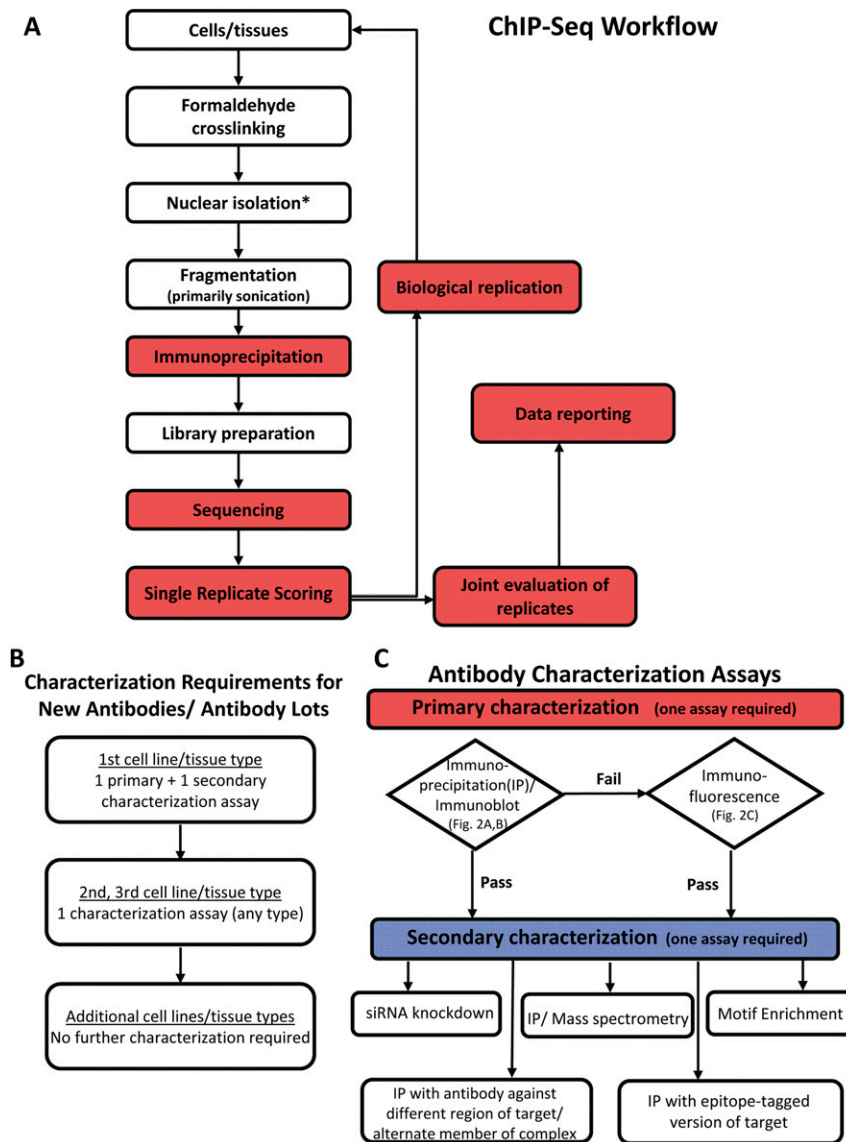 A
ChIP-Seq Workflow
Cells/tissues
Formaldehyde
crosslinking
Nuclear isolation*
Fragmentation
(primarily sonication)
Biological replication
Immunoprecipitation
Data reporting
Library preparation
Sequencing
Single Replicate Scoring
Joint evaluation of
replicates
B
Characterization Requirements for
New Antibodies/ Antibody Lots
1st cell line/tissue type
1 primary + 1 secondary
characterization assay
2nd, 3rd cell line/tissue type
1 characterization assay (any type)
Additional cell lines/tissue types
No further characterization required
C
Antibody Characterization Assays
Primary characterization (one assay required)
Immuno-
precipitation(IP)/
Immunoblot
(Fig. 2A,B)
Fail
Immuno-
fluorescence
(Fig. 2C)
Pass
Pass
Secondary characterization (one assay required)
siRNA knockdown
IP/ Mass spectrometry
Motif Enrichment
IP with antibody against
different region of target/
alternate member of complex
IP with epitope-tagged
version of target